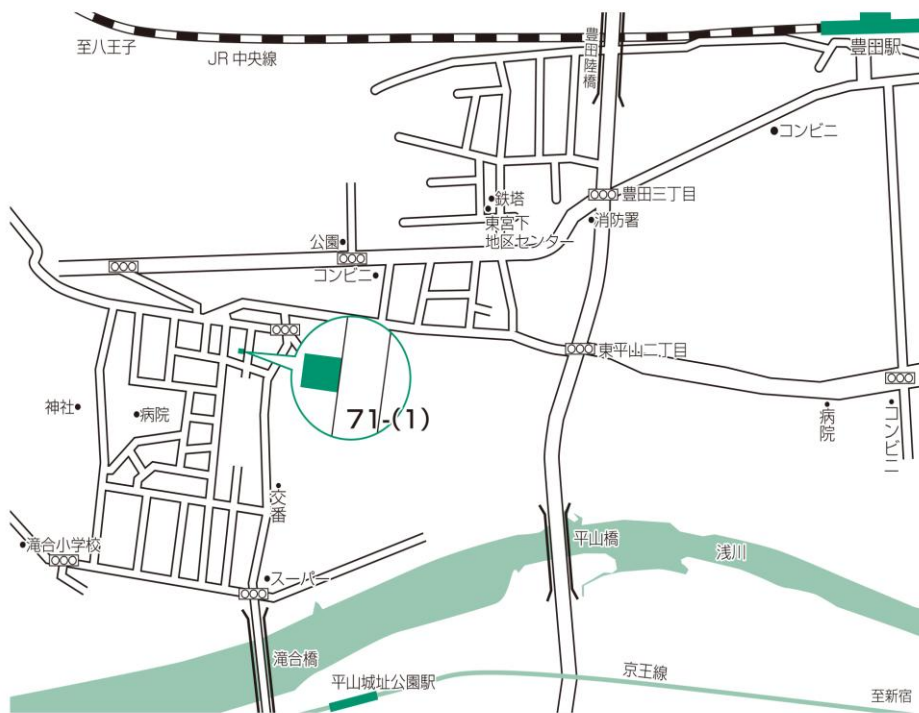 至八王子
JR中央線
豊田陸橋
豊田駅
コンビニ
鉄塔
東宮下
地区センター
豊田三丁目
消防署
公園
コンビニ
東平山二丁目
71-(1)
神社
病院
病院
コンビニ
交番
滝合小学校
スーパー
平山橋
浅川
滝合橋
平山城址公園駅
京王線
至新宿